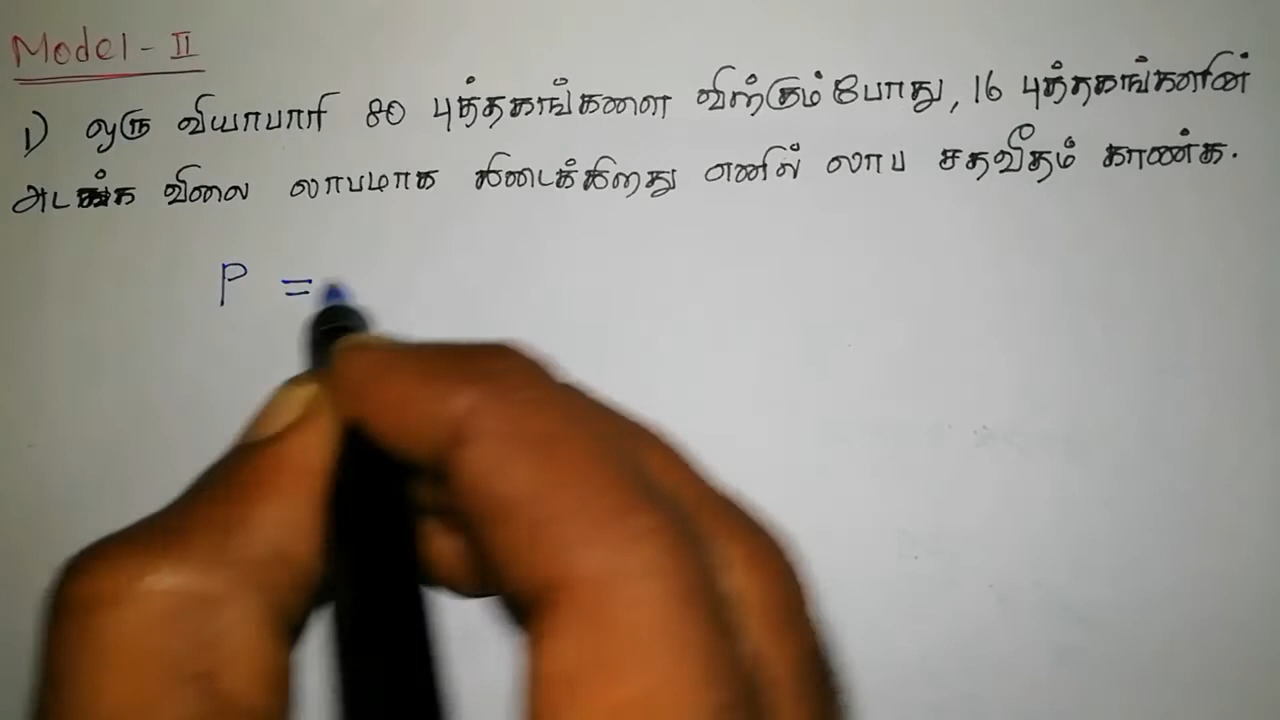 Model - II
1) ஒரு வியாபாரி 80 புத்தகங்களை விற்கும் போது, 16 புத்தகங்களின்
அடக்க விலை லாபமாக கிடைக்கிறது எனில் லாப சதவீதம் காண்க.
P =